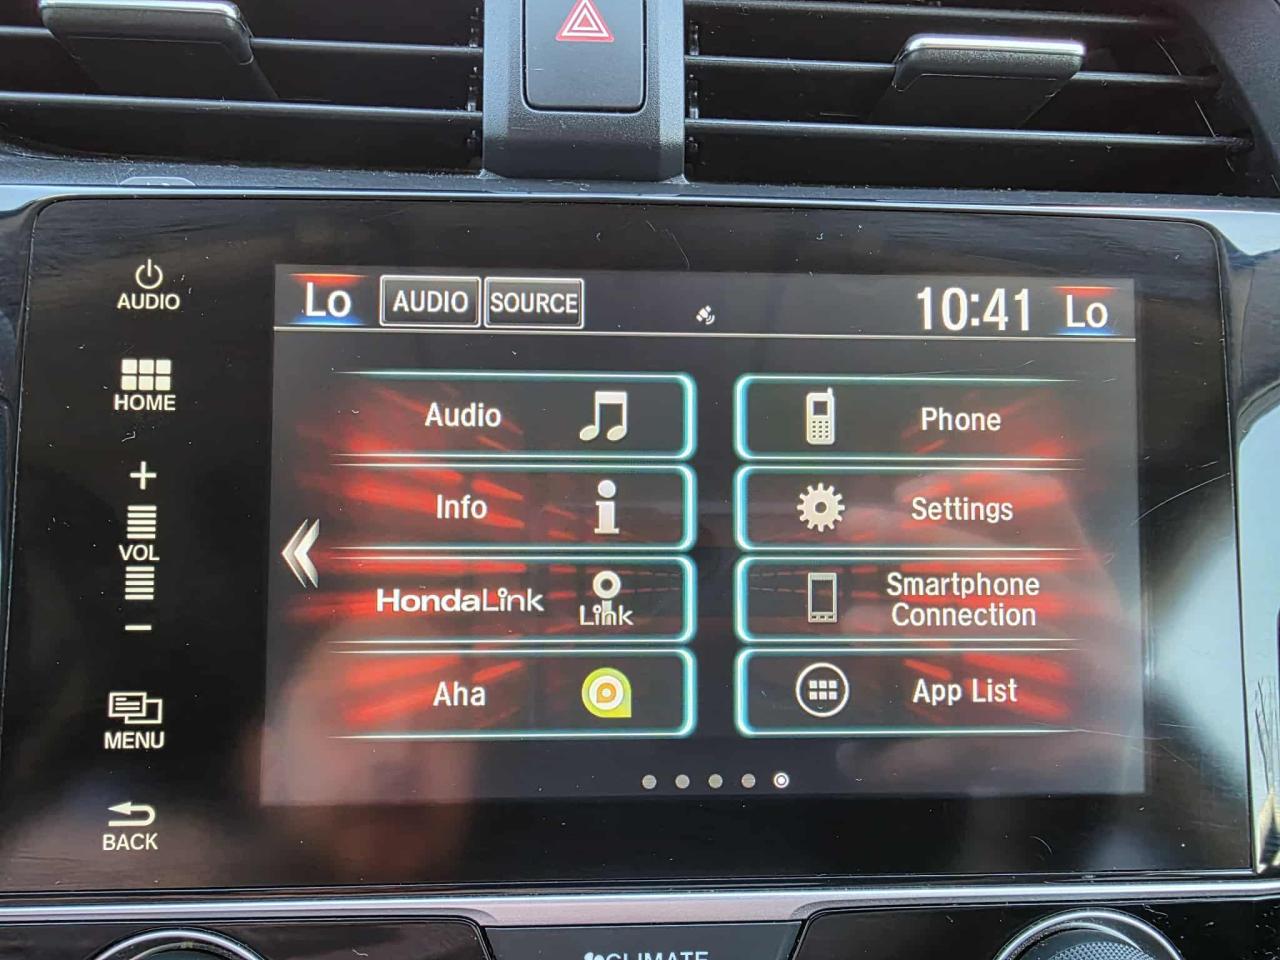 Lo AUDIO SOURCE 10:41 Lo
AUDIO
HOME
+
VOL
−
MENU
BACK
Audio
Phone
Info
Settings
HondaLink
Link
Smartphone
Connection
Aha
App List
CLIMATE